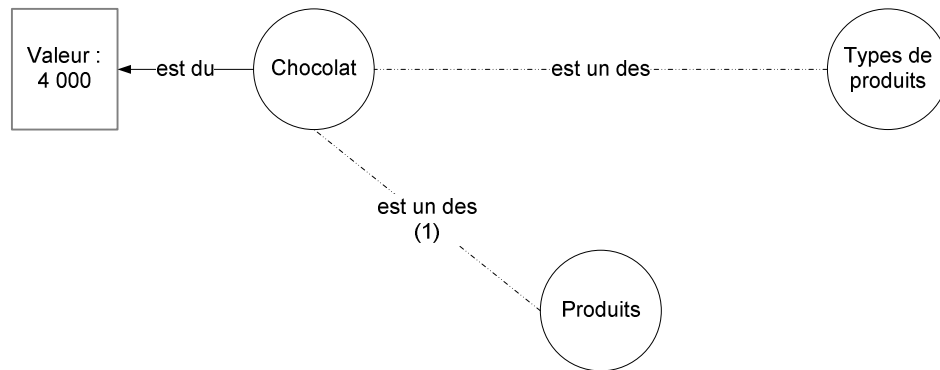 Valeur :
4 000
est du
Chocolat
est un des
Types de
produits
est un des
(1)
Produits